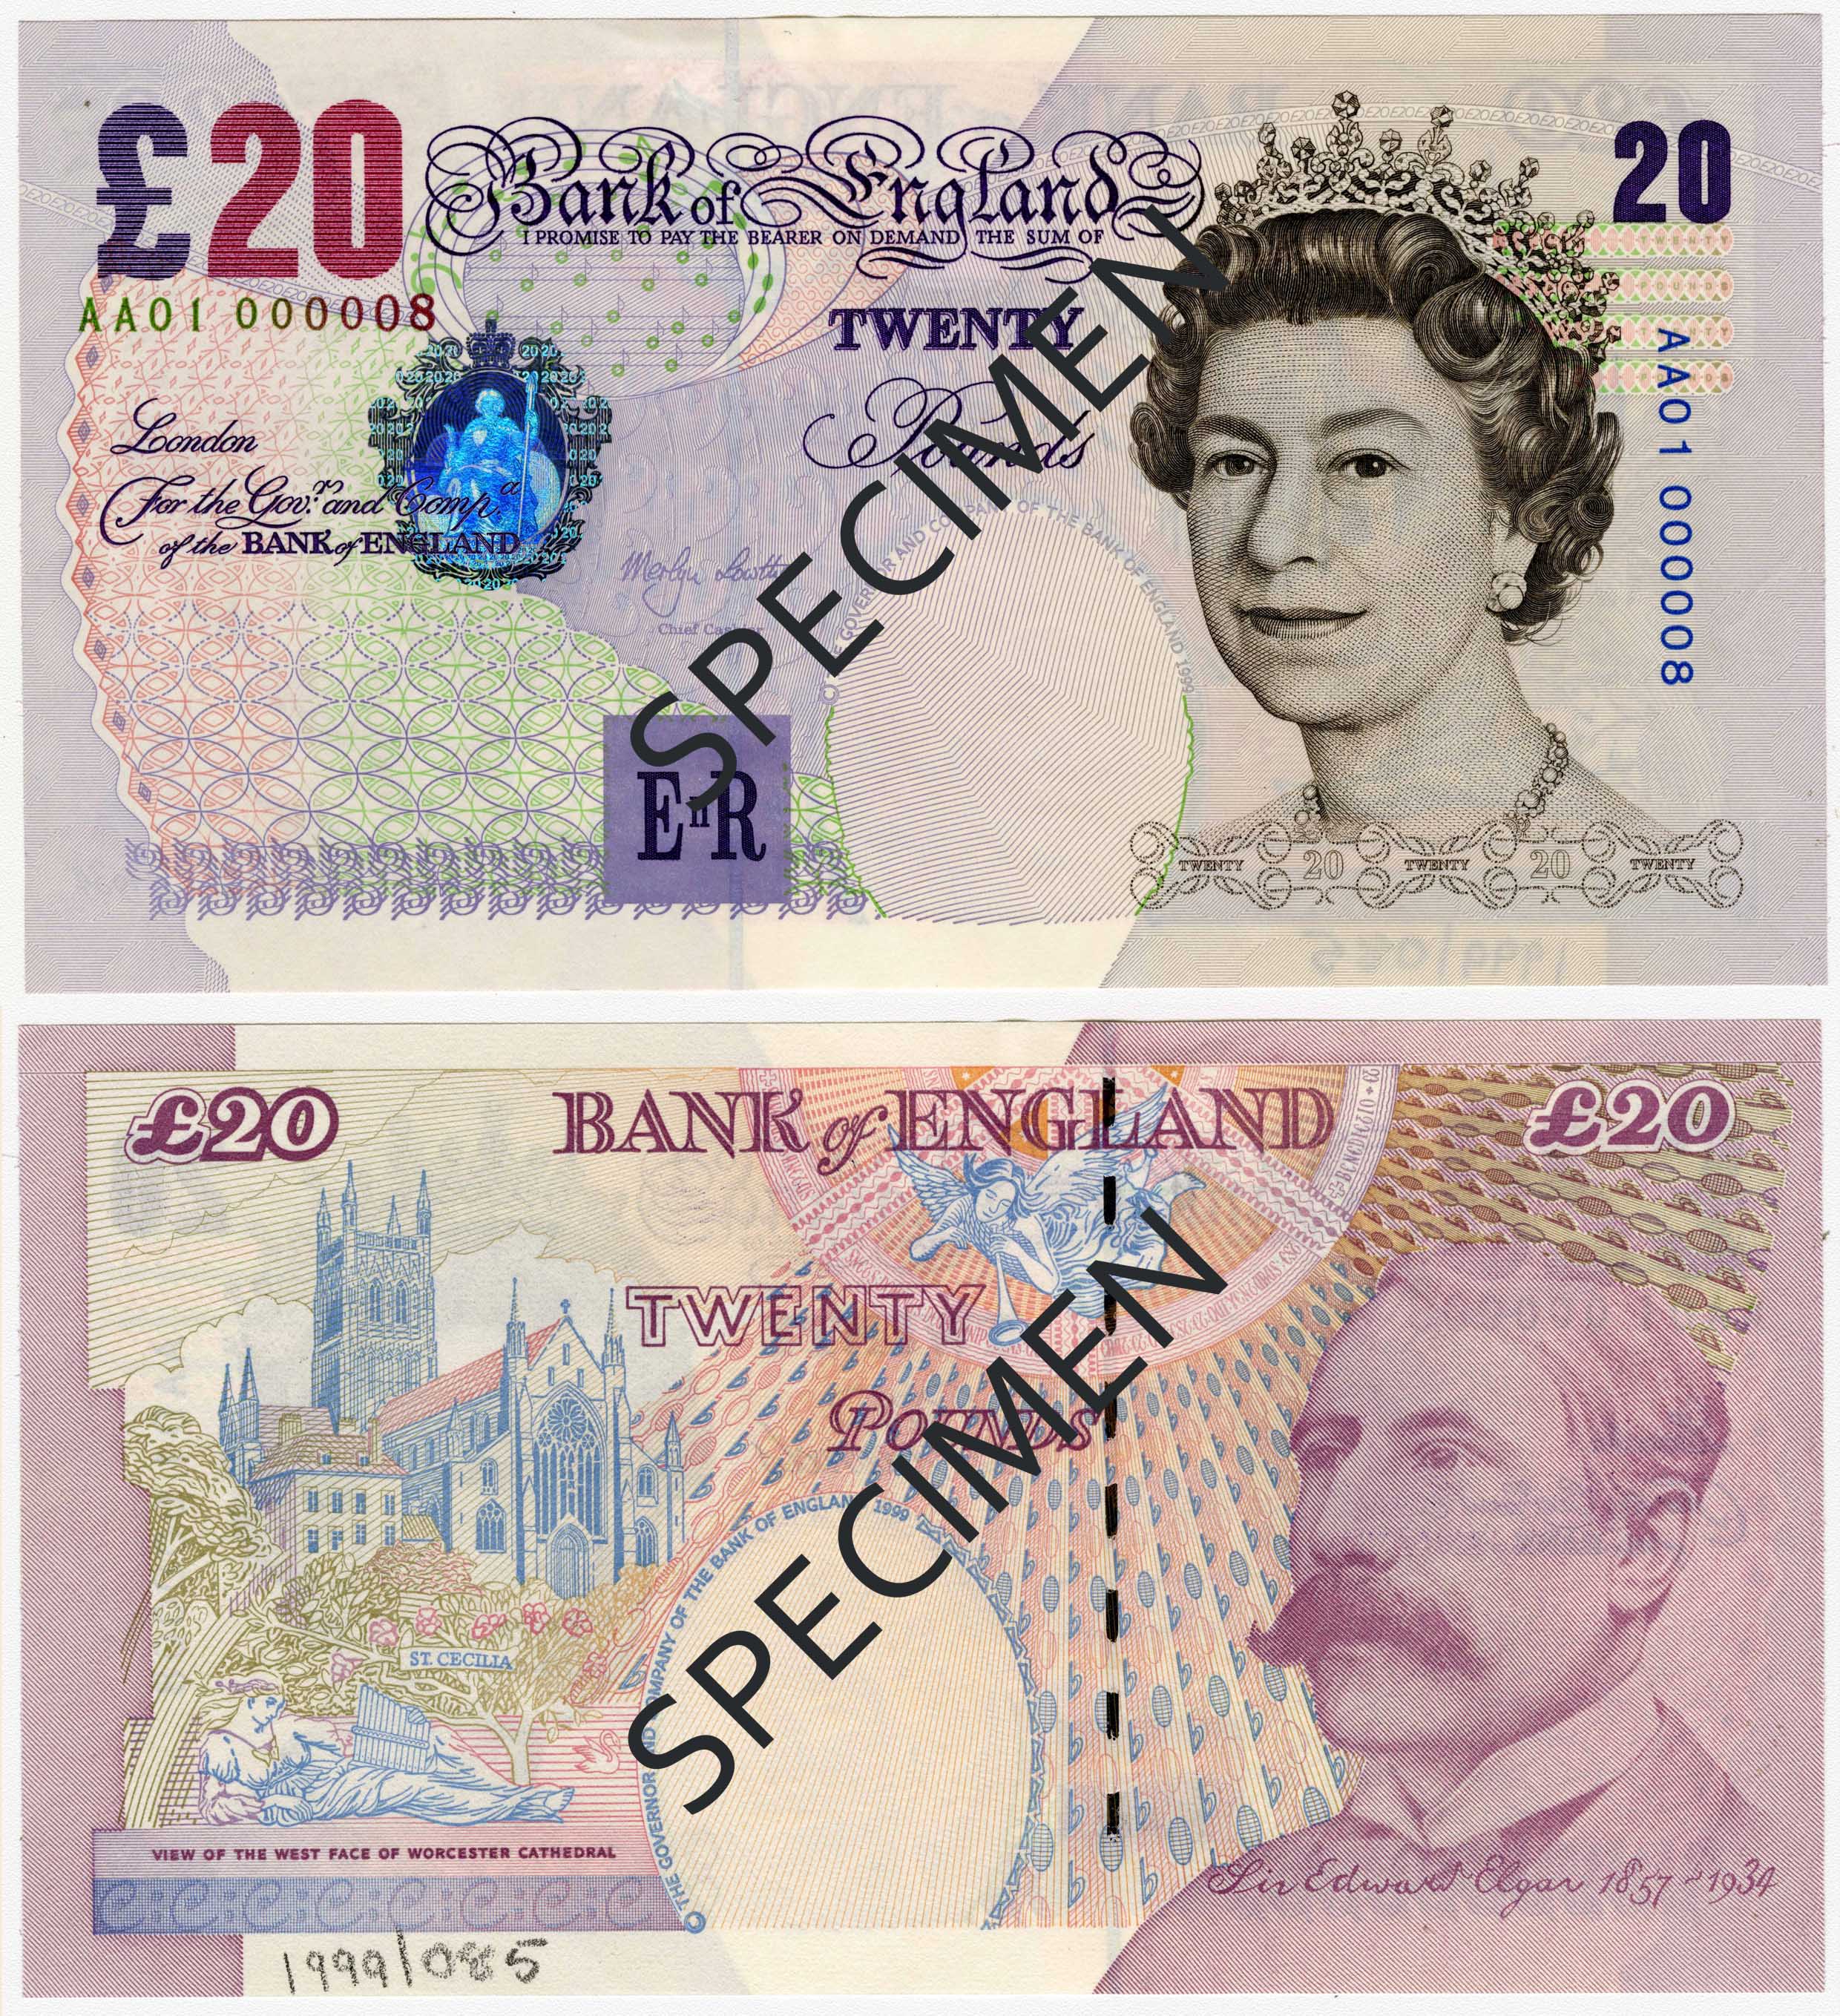 £20
Bank of England
20
I PROMISE TO PAY THE BEARER ON DEMAND THE SUM OF
AA01 000008
TWENTY
Pounds
London
For the Gov.r and Comp.a
of the BANK of ENGLAND
Merlyn Lowther
Chief Cashier
AA01 000008
THE GOVERNOR AND COMPANY OF THE BANK OF ENGLAND 1999
EIIR
TWENTY 20 TWENTY 20 TWENTY
SPECIMEN
£20
BANK of ENGLAND
£20
TWENTY
POUNDS
ST. CECILIA
© THE GOVERNOR AND COMPANY OF THE BANK OF ENGLAND 1999
VIEW OF THE WEST FACE OF WORCESTER CATHEDRAL
Sir Edward Elgar 1857-1934
1999/085
SPECIMEN